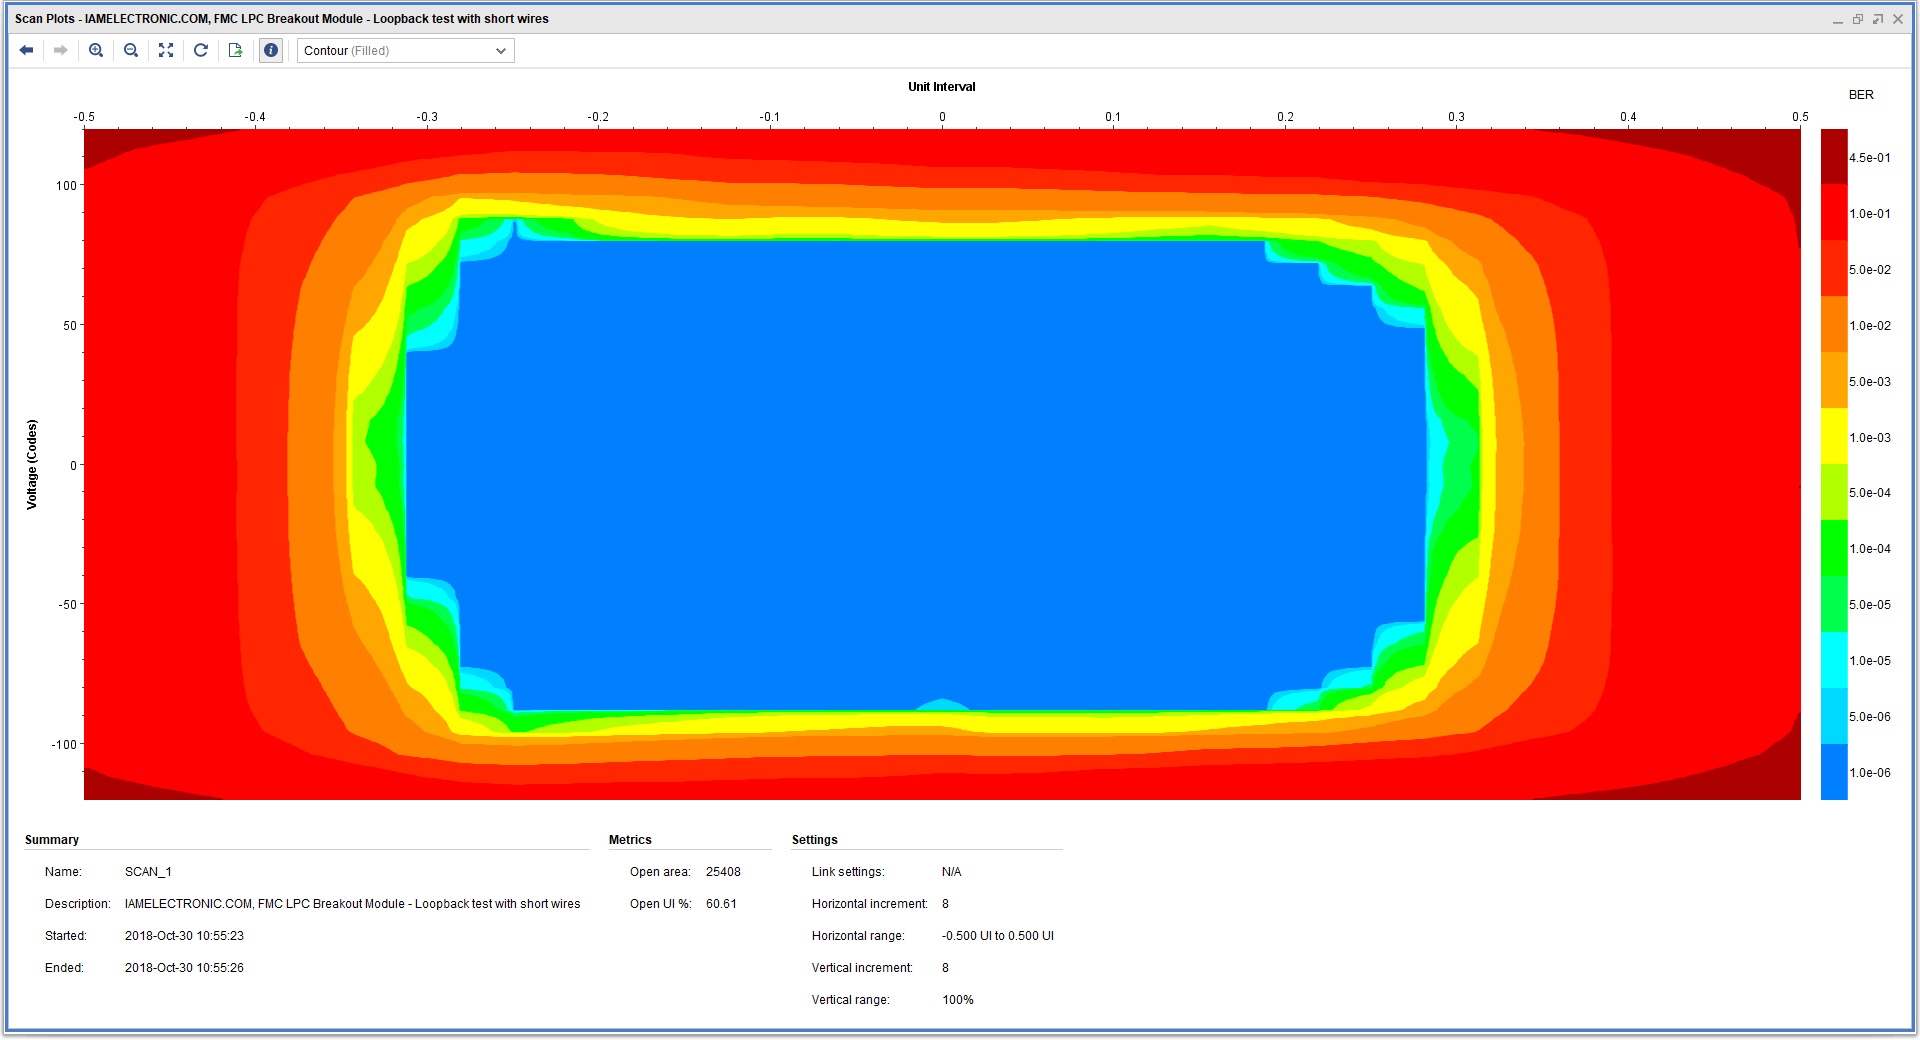 Scan Plots - IAMELECTRONIC.COM, FMC LPC Breakout Module - Loopback test with short wires
Contour (Filled)
Unit Interval
BER
-0.5 -0.4 -0.3 -0.2 -0.1 0 0.1 0.2 0.3 0.4 0.5
Voltage (Codes)
100
50
0
-50
-100
4.5e-01
1.0e-01
5.0e-02
1.0e-02
5.0e-03
1.0e-03
5.0e-04
1.0e-04
5.0e-05
1.0e-05
5.0e-06
1.0e-06
Summary
Name: SCAN_1
Description: IAMELECTRONIC.COM, FMC LPC Breakout Module - Loopback test with short wires
Started: 2018-Oct-30 10:55:23
Ended: 2018-Oct-30 10:55:26
Metrics
Open area: 25408
Open UI %: 60.61
Settings
Link settings: N/A
Horizontal increment: 8
Horizontal range: -0.500 UI to 0.500 UI
Vertical increment: 8
Vertical range: 100%